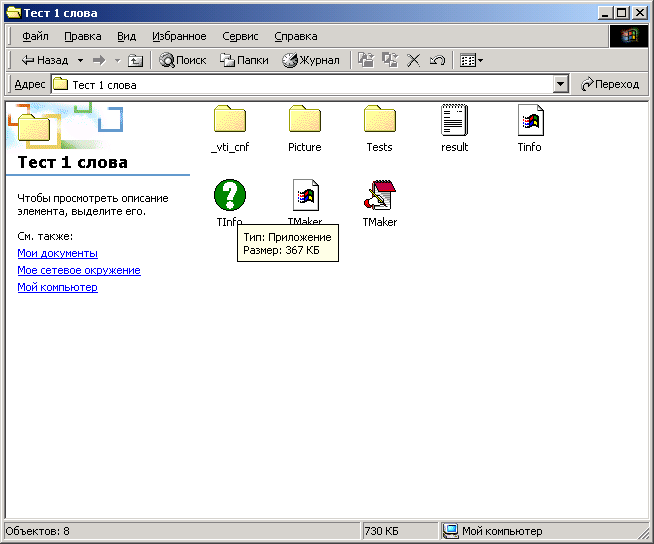 Тест 1 слова
Файл Правка Вид Избранное Сервис Справка
Назад Поиск Папки Журнал
Адрес Тест 1 слова Переход
_vti_cnf Picture Tests result Tinfo
Тест 1 слова
Чтобы просмотреть описание
элемента, выделите его.
TInfo TMaker TMaker
Тип: Приложение
Размер: 367 КБ
См. также:
Мои документы
Мое сетевое окружение
Мой компьютер
Объектов: 8 730 КБ Мой компьютер